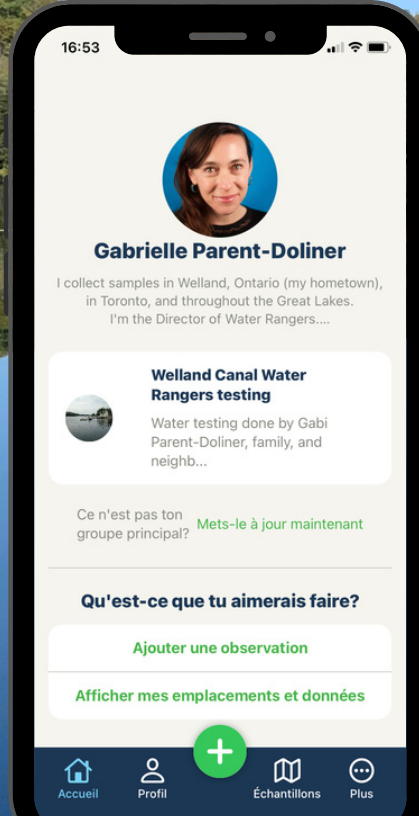 16:53
Gabrielle Parent-Doliner
I collect samples in Welland, Ontario (my hometown),
in Toronto, and throughout the Great Lakes.
I'm the Director of Water Rangers....
Welland Canal Water
Rangers testing
Water testing done by Gabi
Parent-Doliner, family, and
neighb...
Ce n'est pas ton
groupe principal?
Mets-le à jour maintenant
Qu'est-ce que tu aimerais faire?
Ajouter une observation
Afficher mes emplacements et données
+
Accueil
Profil
Échantillons
Plus